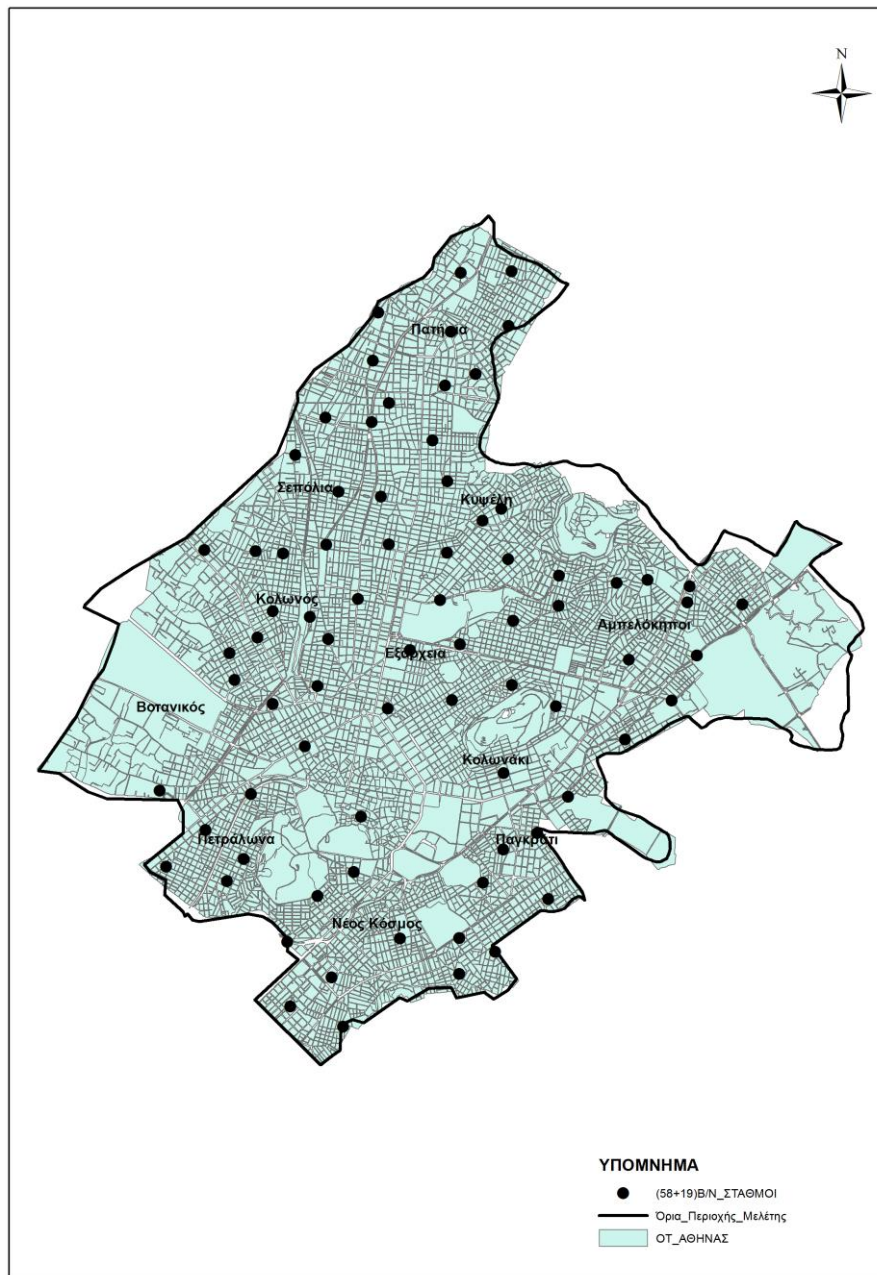 N
Πατήσια
Σεπόλια
Κυψέλη
Κολωνός
Αμπελόκηποι
Εξάρχεια
Βοτανικός
Κολωνάκι
Πετράλωνα
Παγκράτι
Νέος Κόσμος
ΥΠΟΜΝΗΜΑ
(58+19)Β/Ν_ΣΤΑΘΜΟΙ
Όρια_Περιοχής_Μελέτης
ΟΤ_ΑΘΗΝΑΣ